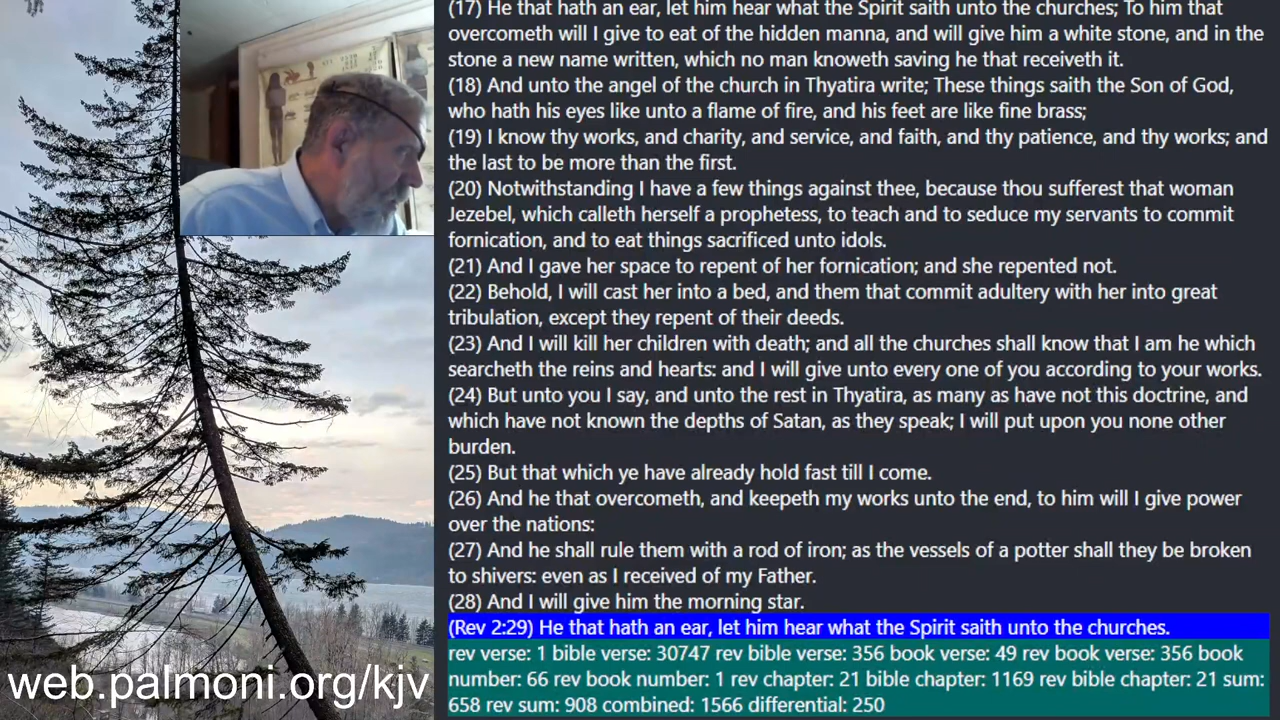 (17) He that hath an ear, let him hear what the Spirit saith unto the churches; To him that
overcometh will I give to eat of the hidden manna, and will give him a white stone, and in the
stone a new name written, which no man knoweth saving he that receiveth it.
(18) And unto the angel of the church in Thyatira write; These things saith the Son of God,
who hath his eyes like unto a flame of fire, and his feet are like fine brass;
(19) I know thy works, and charity, and service, and faith, and thy patience, and thy works; and
the last to be more than the first.
(20) Notwithstanding I have a few things against thee, because thou sufferest that woman
Jezebel, which calleth herself a prophetess, to teach and to seduce my servants to commit
fornication, and to eat things sacrificed unto idols.
(21) And I gave her space to repent of her fornication; and she repented not.
(22) Behold, I will cast her into a bed, and them that commit adultery with her into great
tribulation, except they repent of their deeds.
(23) And I will kill her children with death; and all the churches shall know that I am he which
searcheth the reins and hearts: and I will give unto every one of you according to your works.
(24) But unto you I say, and unto the rest in Thyatira, as many as have not this doctrine, and
which have not known the depths of Satan, as they speak; I will put upon you none other
burden.
(25) But that which ye have already hold fast till I come.
(26) And he that overcometh, and keepeth my works unto the end, to him will I give power
over the nations:
(27) And he shall rule them with a rod of iron; as the vessels of a potter shall they be broken
to shivers: even as I received of my Father.
(28) And I will give him the morning star.
(Rev 2:29) He that hath an ear, let him hear what the Spirit saith unto the churches.
rev verse: 1 bible verse: 30747 rev bible verse: 356 book verse: 49 rev book verse: 356 book
number: 66 rev book number: 1 rev chapter: 21 bible chapter: 1169 rev bible chapter: 21 sum:
658 rev sum: 908 combined: 1566 differential: 250
web.palmoni.org/kjv